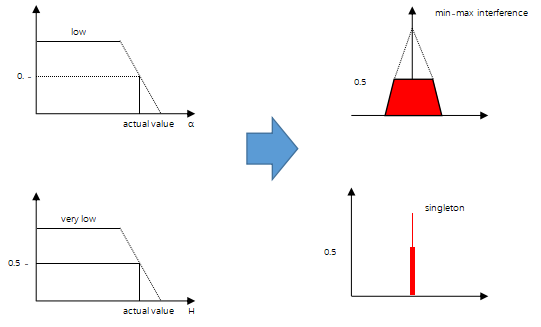 low
0. -
actual value α
min-max interference
0.5
very low
0.5 -
actual value H
singleton
0.5